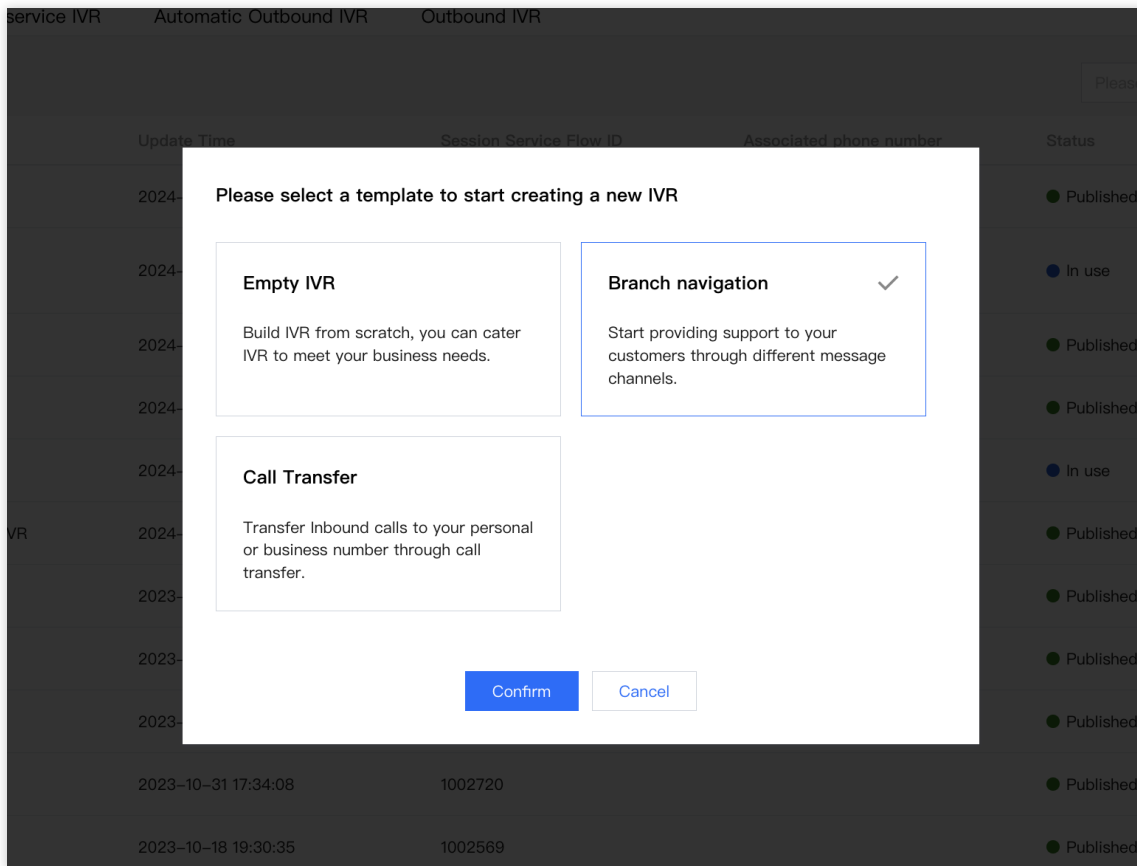 service IVR Automatic Outbound IVR Outbound IVR
Please
Update Time Session Service Flow ID Associated phone number Status
Please select a template to start creating a new IVR
2024- Published
Empty IVR
Build IVR from scratch, you can cater
IVR to meet your business needs.
Branch navigation
Start providing support to your
customers through different message
channels.
2024- In use
2024- Published
2024- Published
Call Transfer
Transfer Inbound calls to your personal
or business number through call
transfer.
2024- In use
VR 2024- Published
2023- Published
2023- Published
Confirm Cancel
2023- Published
2023-10-31 17:34:08 1002720 Published
2023-10-18 19:30:35 1002569 Published